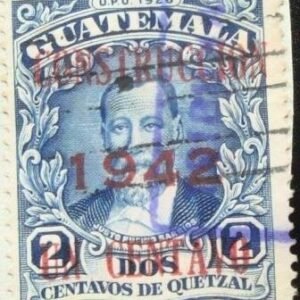 U.P.U. 1926
GUATEMALA
CONSTRUCCION
1942
2 2
UN CENTAVO
DOS
CENTAVOS DE QUETZAL